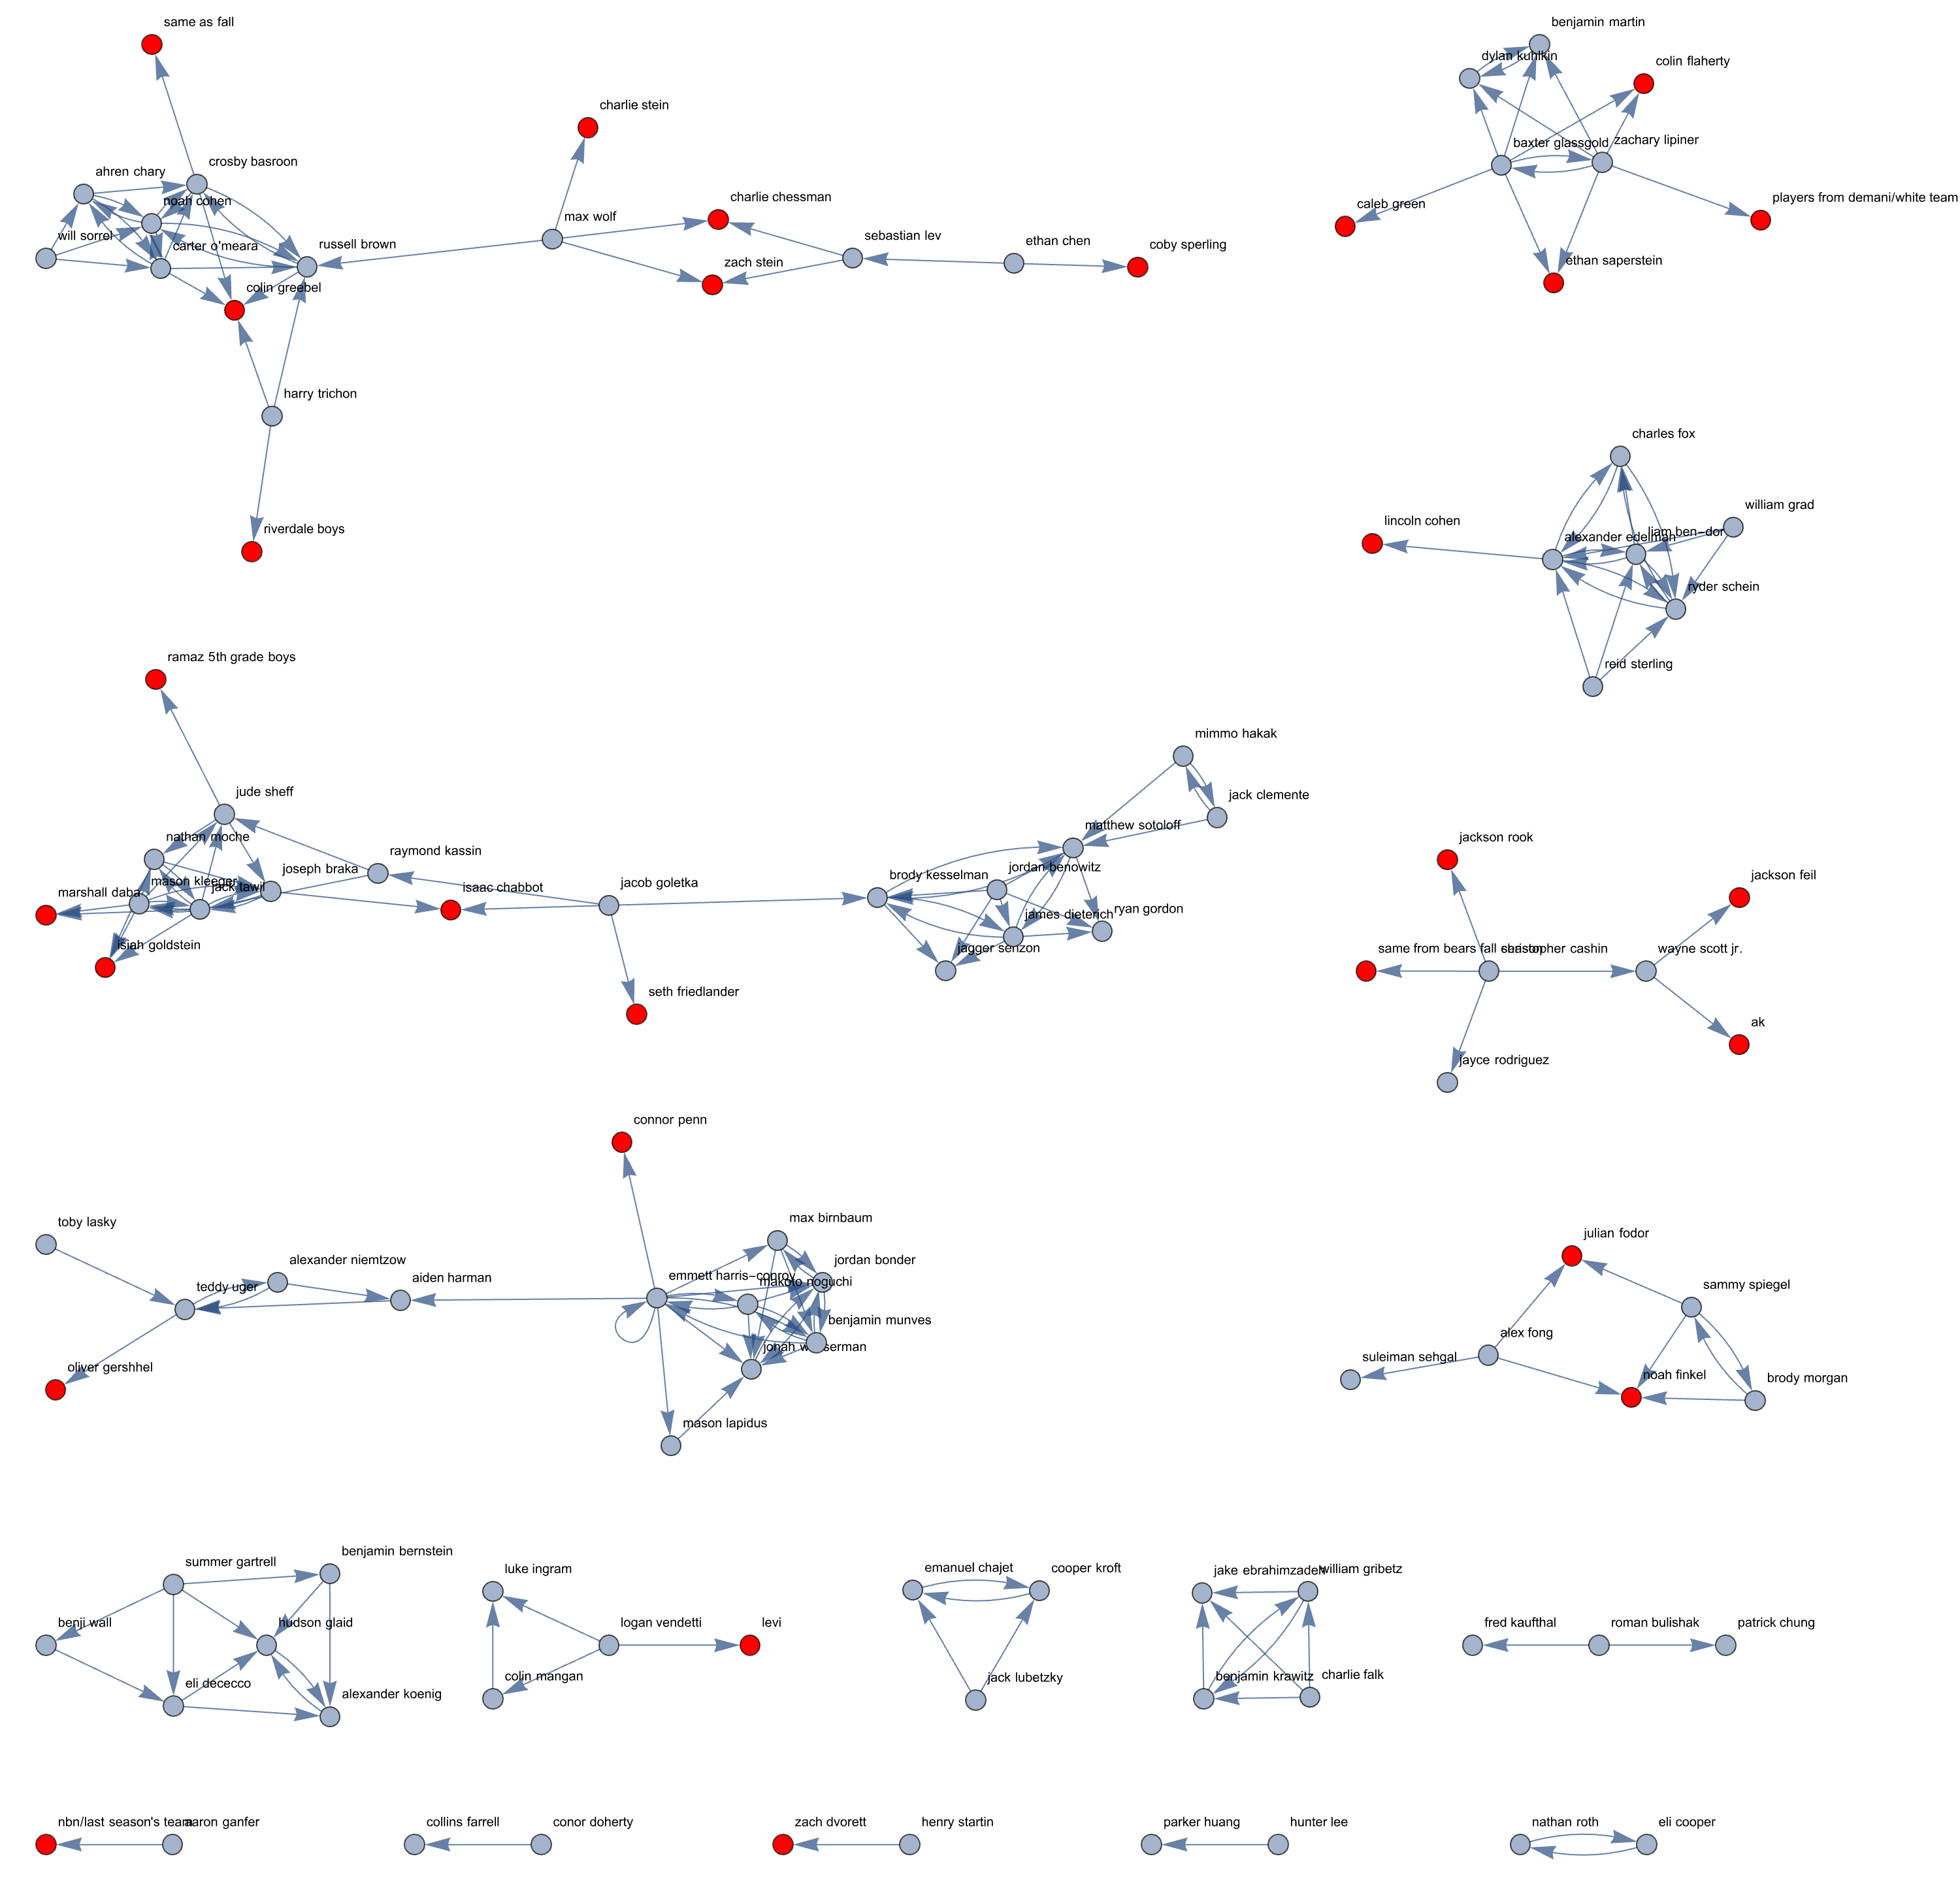 same as fall
benjamin martin
dylan kuhlkin
colin flaherty
charlie stein
crosby basroon
ahren chary
noah cohen
charlie chessman
max wolf
baxter glassgold
zachary lipiner
caleb green
players from demani/white team
will sorrel
carter o'meara
russell brown
sebastian lev
ethan chen
coby sperling
zach stein
ethan saperstein
colin greebel
harry trichon
riverdale boys
charles fox
william grad
lincoln cohen
alexander edelman
liam ben-dor
ryder schein
reid sterling
ramaz 5th grade boys
mimmo hakak
jude sheff
jack clemente
nathan moche
matthew sotoloff
raymond kassin
jackson rook
joseph braka
jordan benowitz
mason kleeger
jack tawil
marshall daba
isaac chabbot
jacob goletka
brody kesselman
jackson feil
james dieterich
ryan gordon
isiah goldstein
jagger senzon
same from bears fall season
christopher cashin
wayne scott jr.
seth friedlander
ak
jayce rodriguez
connor penn
toby lasky
max birnbaum
julian fodor
alexander niemtzow
jordan bonder
teddy uger
aiden harman
emmett harris-conroy
makoto noguchi
sammy spiegel
benjamin munves
alex fong
jonah wasserman
oliver gershhel
suleiman sehgal
noah finkel
brody morgan
mason lapidus
summer gartrell
benjamin bernstein
luke ingram
emanuel chajet
cooper kroft
jake ebrahimzadeh
william gribetz
benji wall
hudson glaid
logan vendetti
levi
fred kaufthal
roman bulishak
patrick chung
eli dececco
alexander koenig
colin mangan
jack lubetzky
benjamin krawitz
charlie falk
nbn/last season's team
aaron ganfer
collins farrell
conor doherty
zach dvorett
henry startin
parker huang
hunter lee
nathan roth
eli cooper